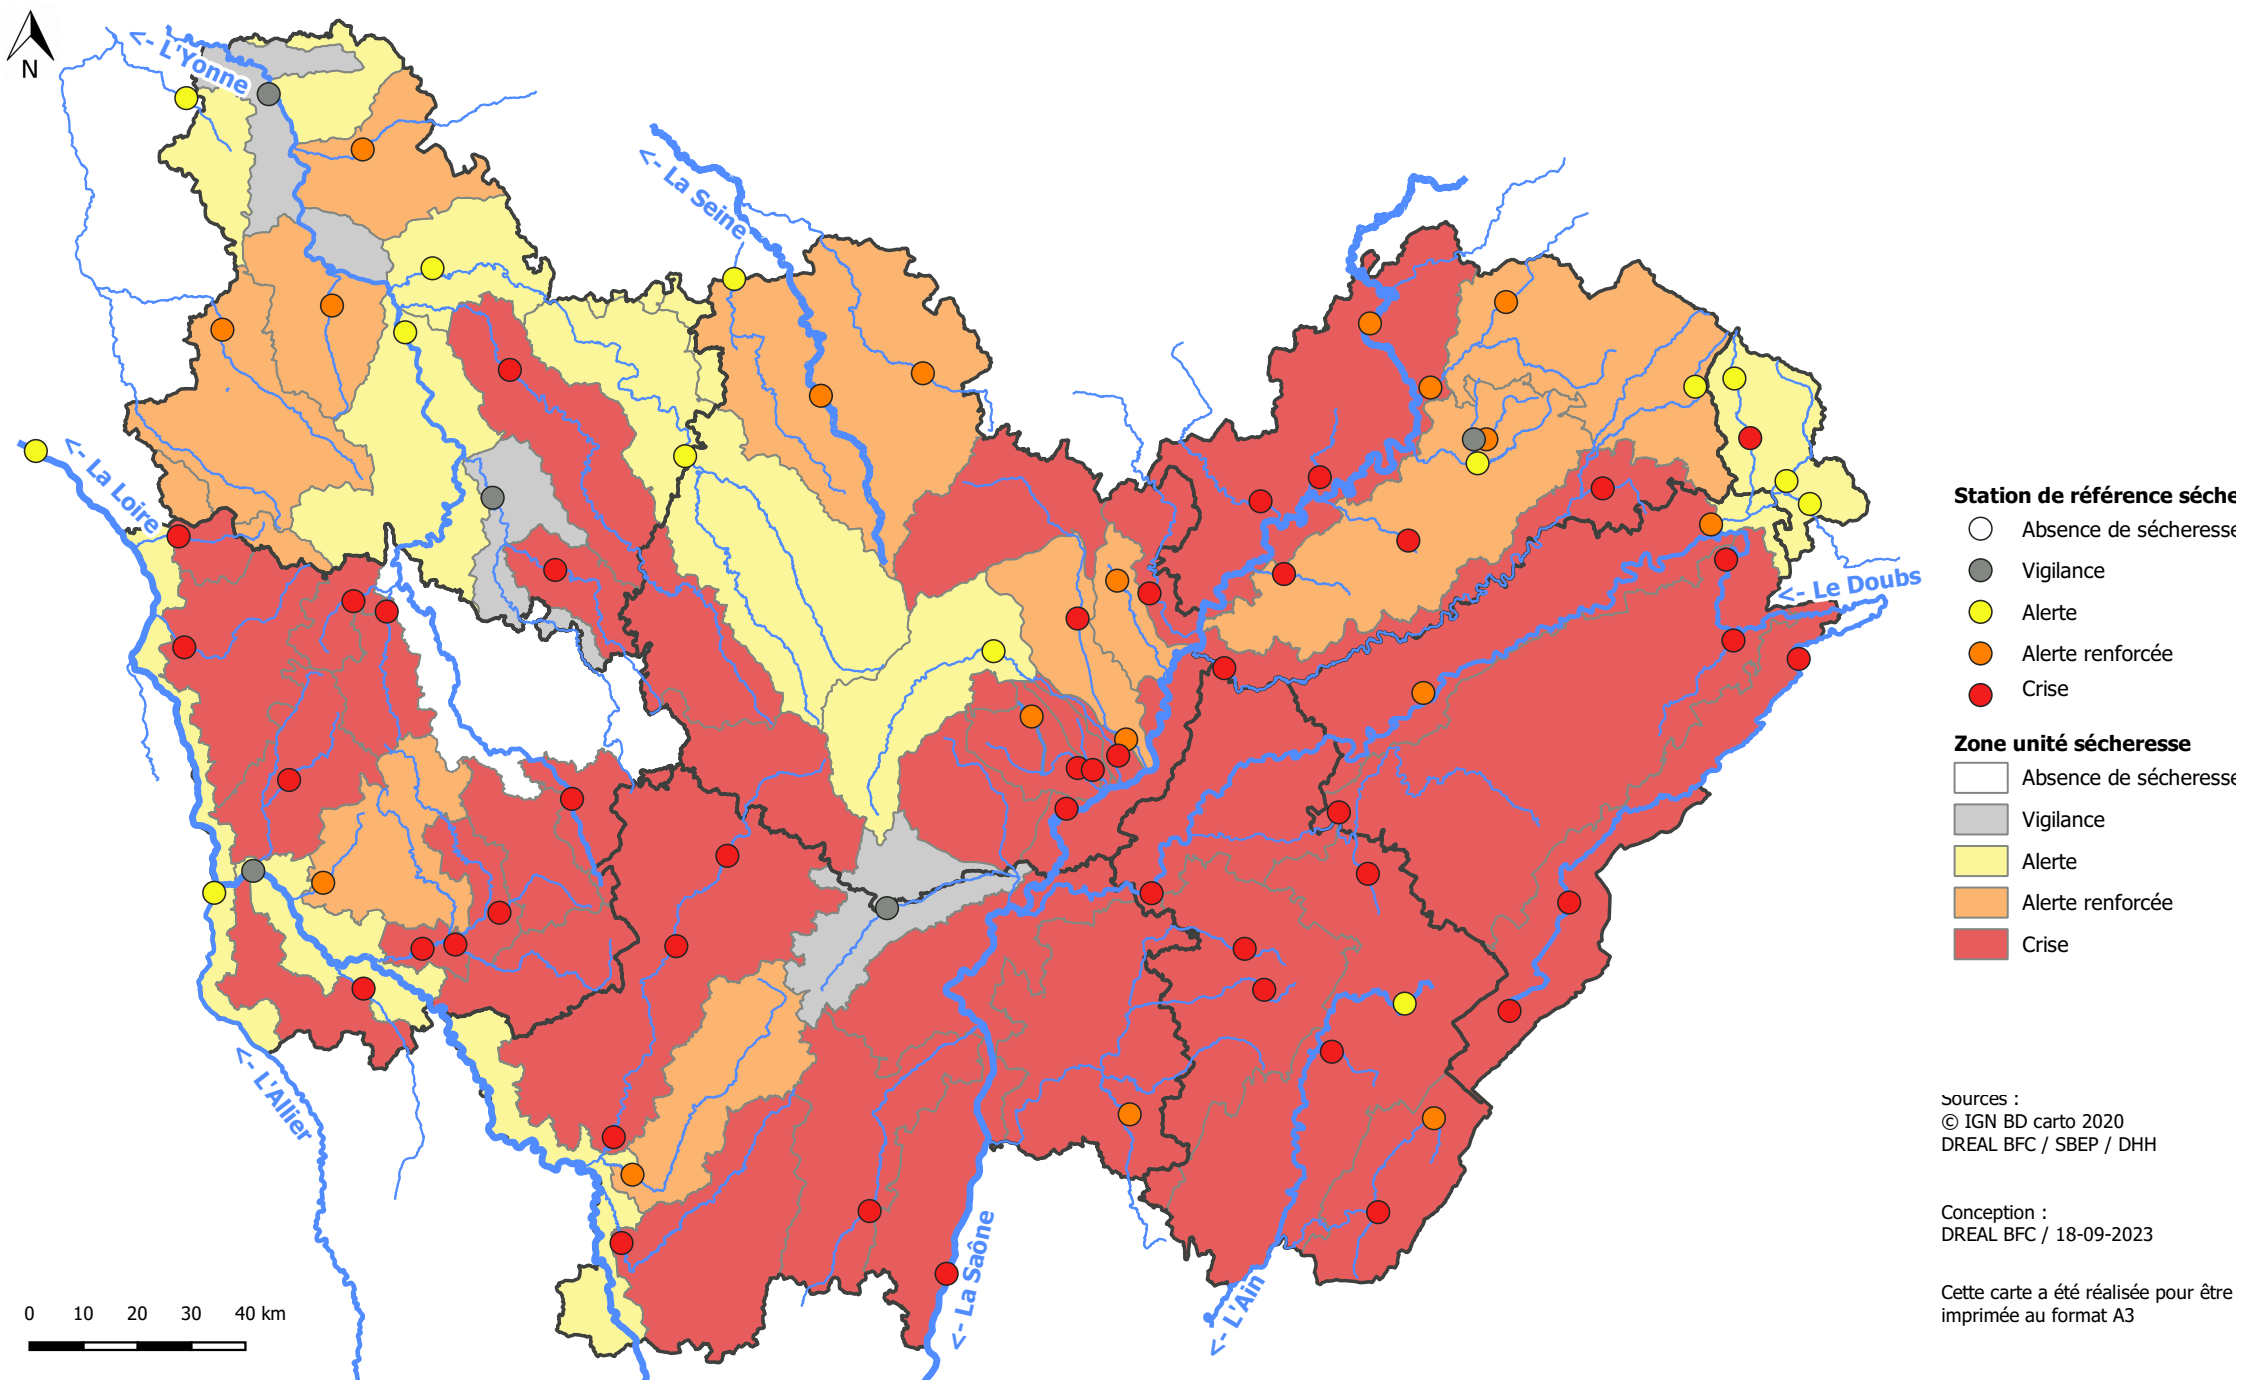 N
<- L'Yonne
<- La Seine
<- La Loire
<- Le Doubs
<- L'Allier
<- La Saône
<- L'Ain
0 10 20 30 40 km
Station de référence séche
Absence de sécheresse
Vigilance
Alerte
Alerte renforcée
Crise
Zone unité sécheresse
Absence de sécheresse
Vigilance
Alerte
Alerte renforcée
Crise
Sources :
© IGN BD carto 2020
DREAL BFC / SBEP / DHH
Conception :
DREAL BFC / 18-09-2023
Cette carte a été réalisée pour être
imprimée au format A3